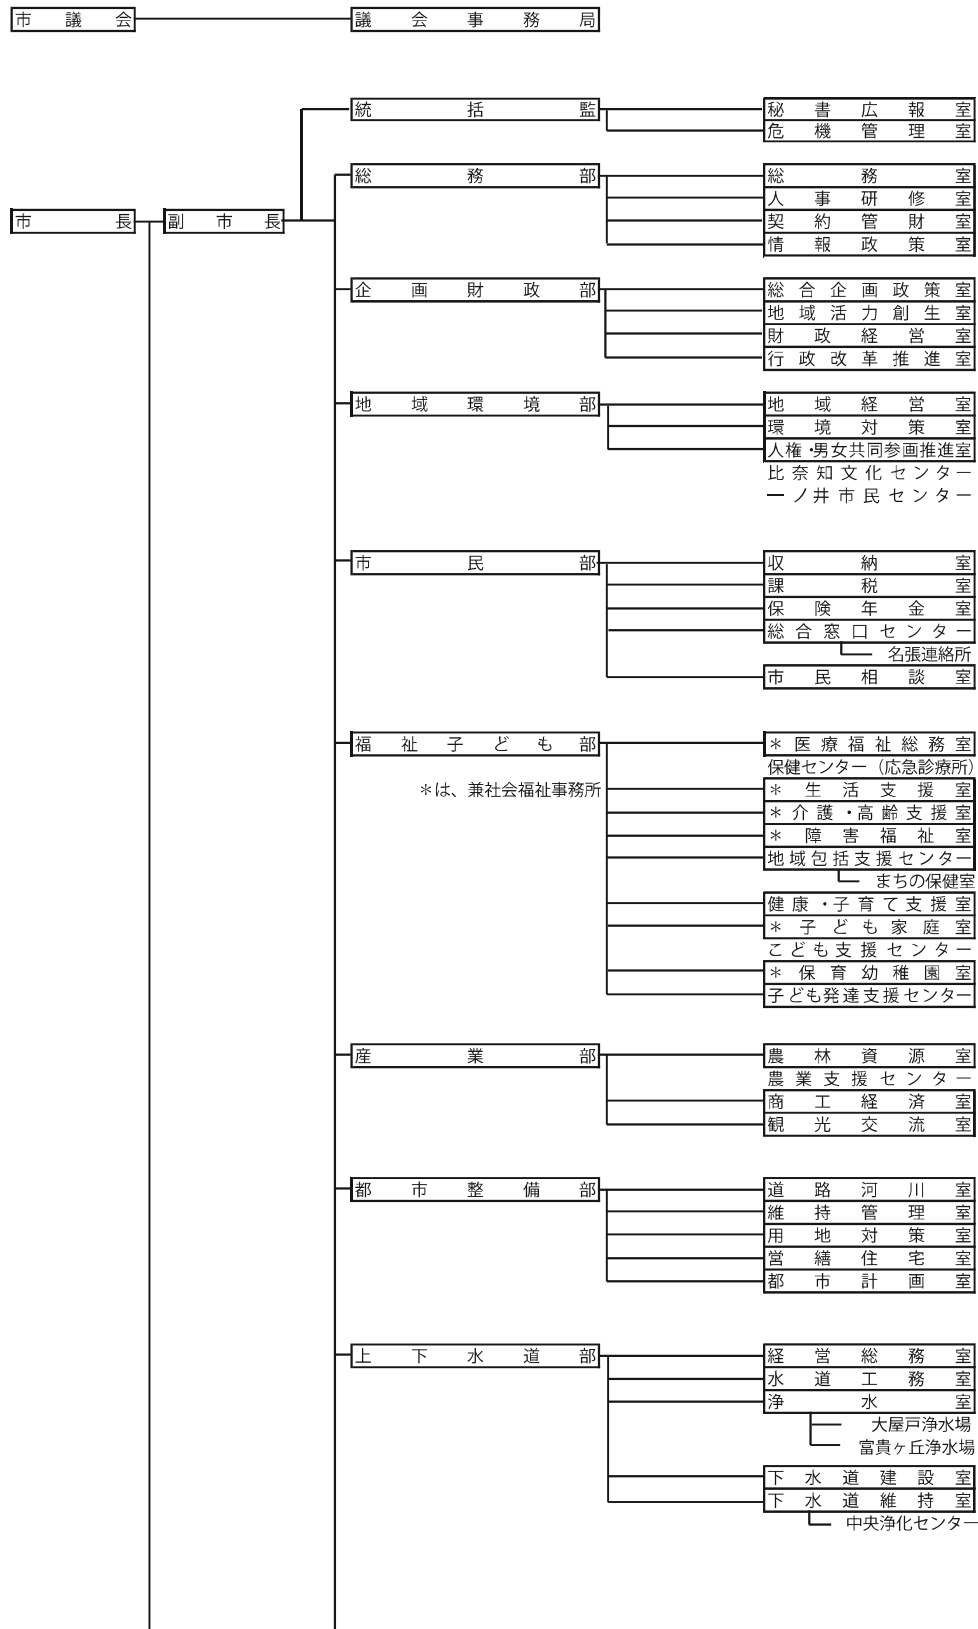 市議会
議会事務局
統括監
秘書広報室
危機管理室
市長
副市長
総務部
総務室
人事研修室
契約管財室
情報政策室
企画財政部
総合企画政策室
地域活力創生室
財政経営室
行政改革推進室
地域環境部
地域経営室
環境対策室
人権・男女共同参画推進室
比奈知文化センター
一ノ井市民センター
市民部
収納室
課税室
保険年金室
総合窓口センター
名張連絡所
市民相談室
福祉子ども部
＊は、兼社会福祉事務所
＊医療福祉総務室
保健センター（応急診療所）
＊生活支援室
＊介護・高齢支援室
＊障害福祉室
地域包括支援センター
まちの保健室
健康・子育て支援室
＊子ども家庭室
こども支援センター
＊保育幼稚園室
子ども発達支援センター
産業部
農林資源室
農業支援センター
商工経済室
観光交流室
都市整備部
道路河川室
維持管理室
用地対策室
営繕住宅室
都市計画室
上下水道部
経営総務室
水道工務室
浄水室
大屋戸浄水場
富貴ヶ丘浄水場
下水道建設室
下水道維持室
中央浄化センター